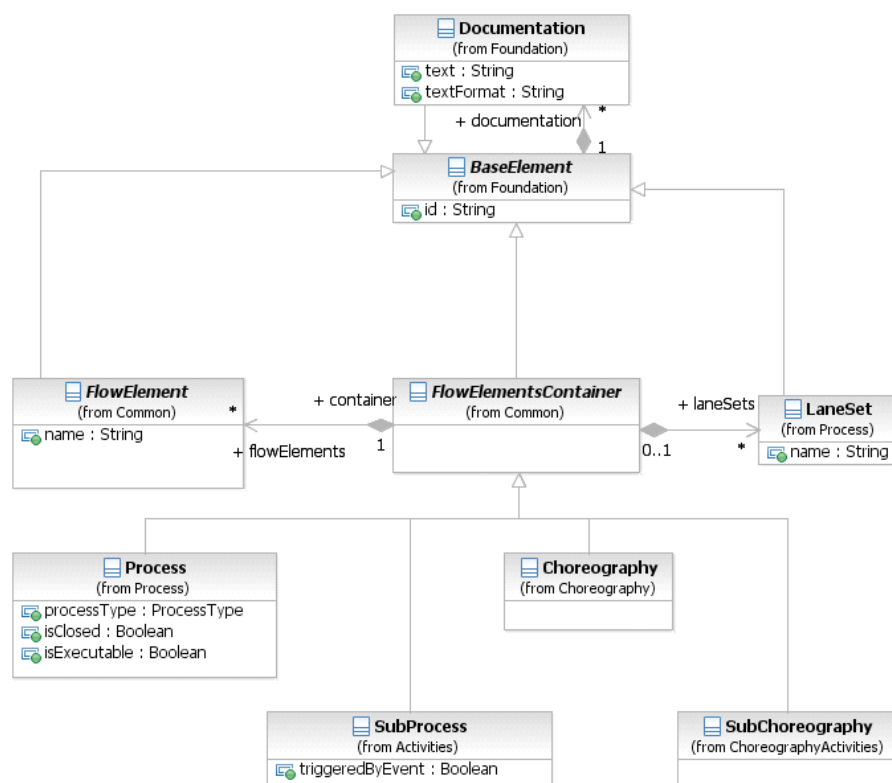 Documentation
(from Foundation)
text : String
textFormat : String
+ documentation
*
1
BaseElement
(from Foundation)
id : String
FlowElement
(from Common)
name : String
*
+ flowElements
+ container
1
FlowElementsContainer
(from Common)
0..1
+ laneSets
*
LaneSet
(from Process)
name : String
Process
(from Process)
processType : ProcessType
isClosed : Boolean
isExecutable : Boolean
Choreography
(from Choreography)
SubProcess
(from Activities)
triggeredByEvent : Boolean
SubChoreography
(from ChoreographyActivities)